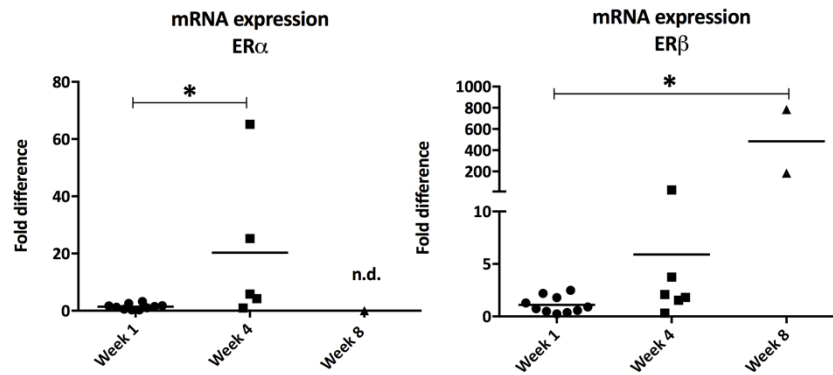 mRNA expression
ERα
Fold difference
80
60
40
20
0
*
n.d.
Week 1
Week 4
Week 8
mRNA expression
ERβ
Fold difference
1000
800
600
400
200
10
5
0
*
Week 1
Week 4
Week 8